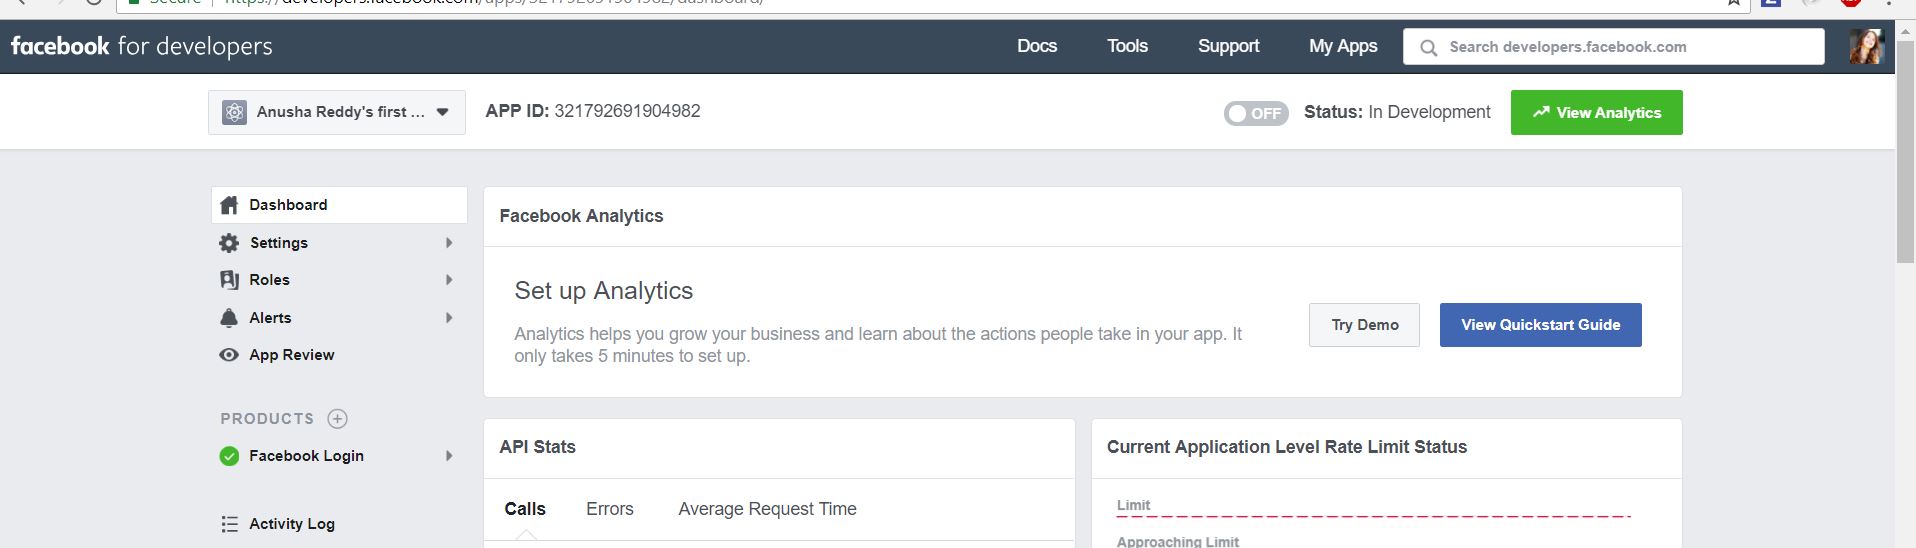 Secure https://developers.facebook.com/apps/321792691904982/dashboard/
facebook for developers
Docs Tools Support My Apps Search developers.facebook.com
Anusha Reddy's first ... APP ID: 321792691904982 OFF Status: In Development View Analytics
Dashboard
Settings
Roles
Alerts
App Review
PRODUCTS
Facebook Login
Activity Log
Facebook Analytics
Set up Analytics
Analytics helps you grow your business and learn about the actions people take in your app. It
only takes 5 minutes to set up.
Try Demo View Quickstart Guide
API Stats
Calls Errors Average Request Time
Current Application Level Rate Limit Status
Limit
Approaching Limit